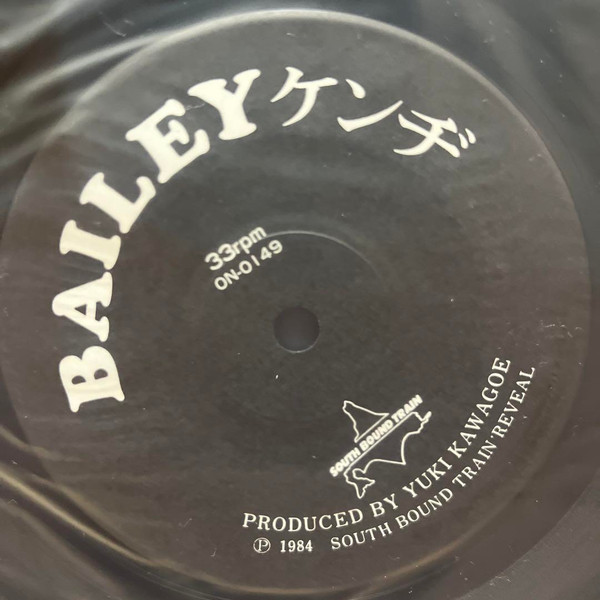 BAILEYケンヂ
33rpm
ON-0149
SOUTH BOUND TRAIN
PRODUCED BY YUKI KAWAGOE
Ⓟ 1984 SOUTH BOUND TRAIN REVEAL